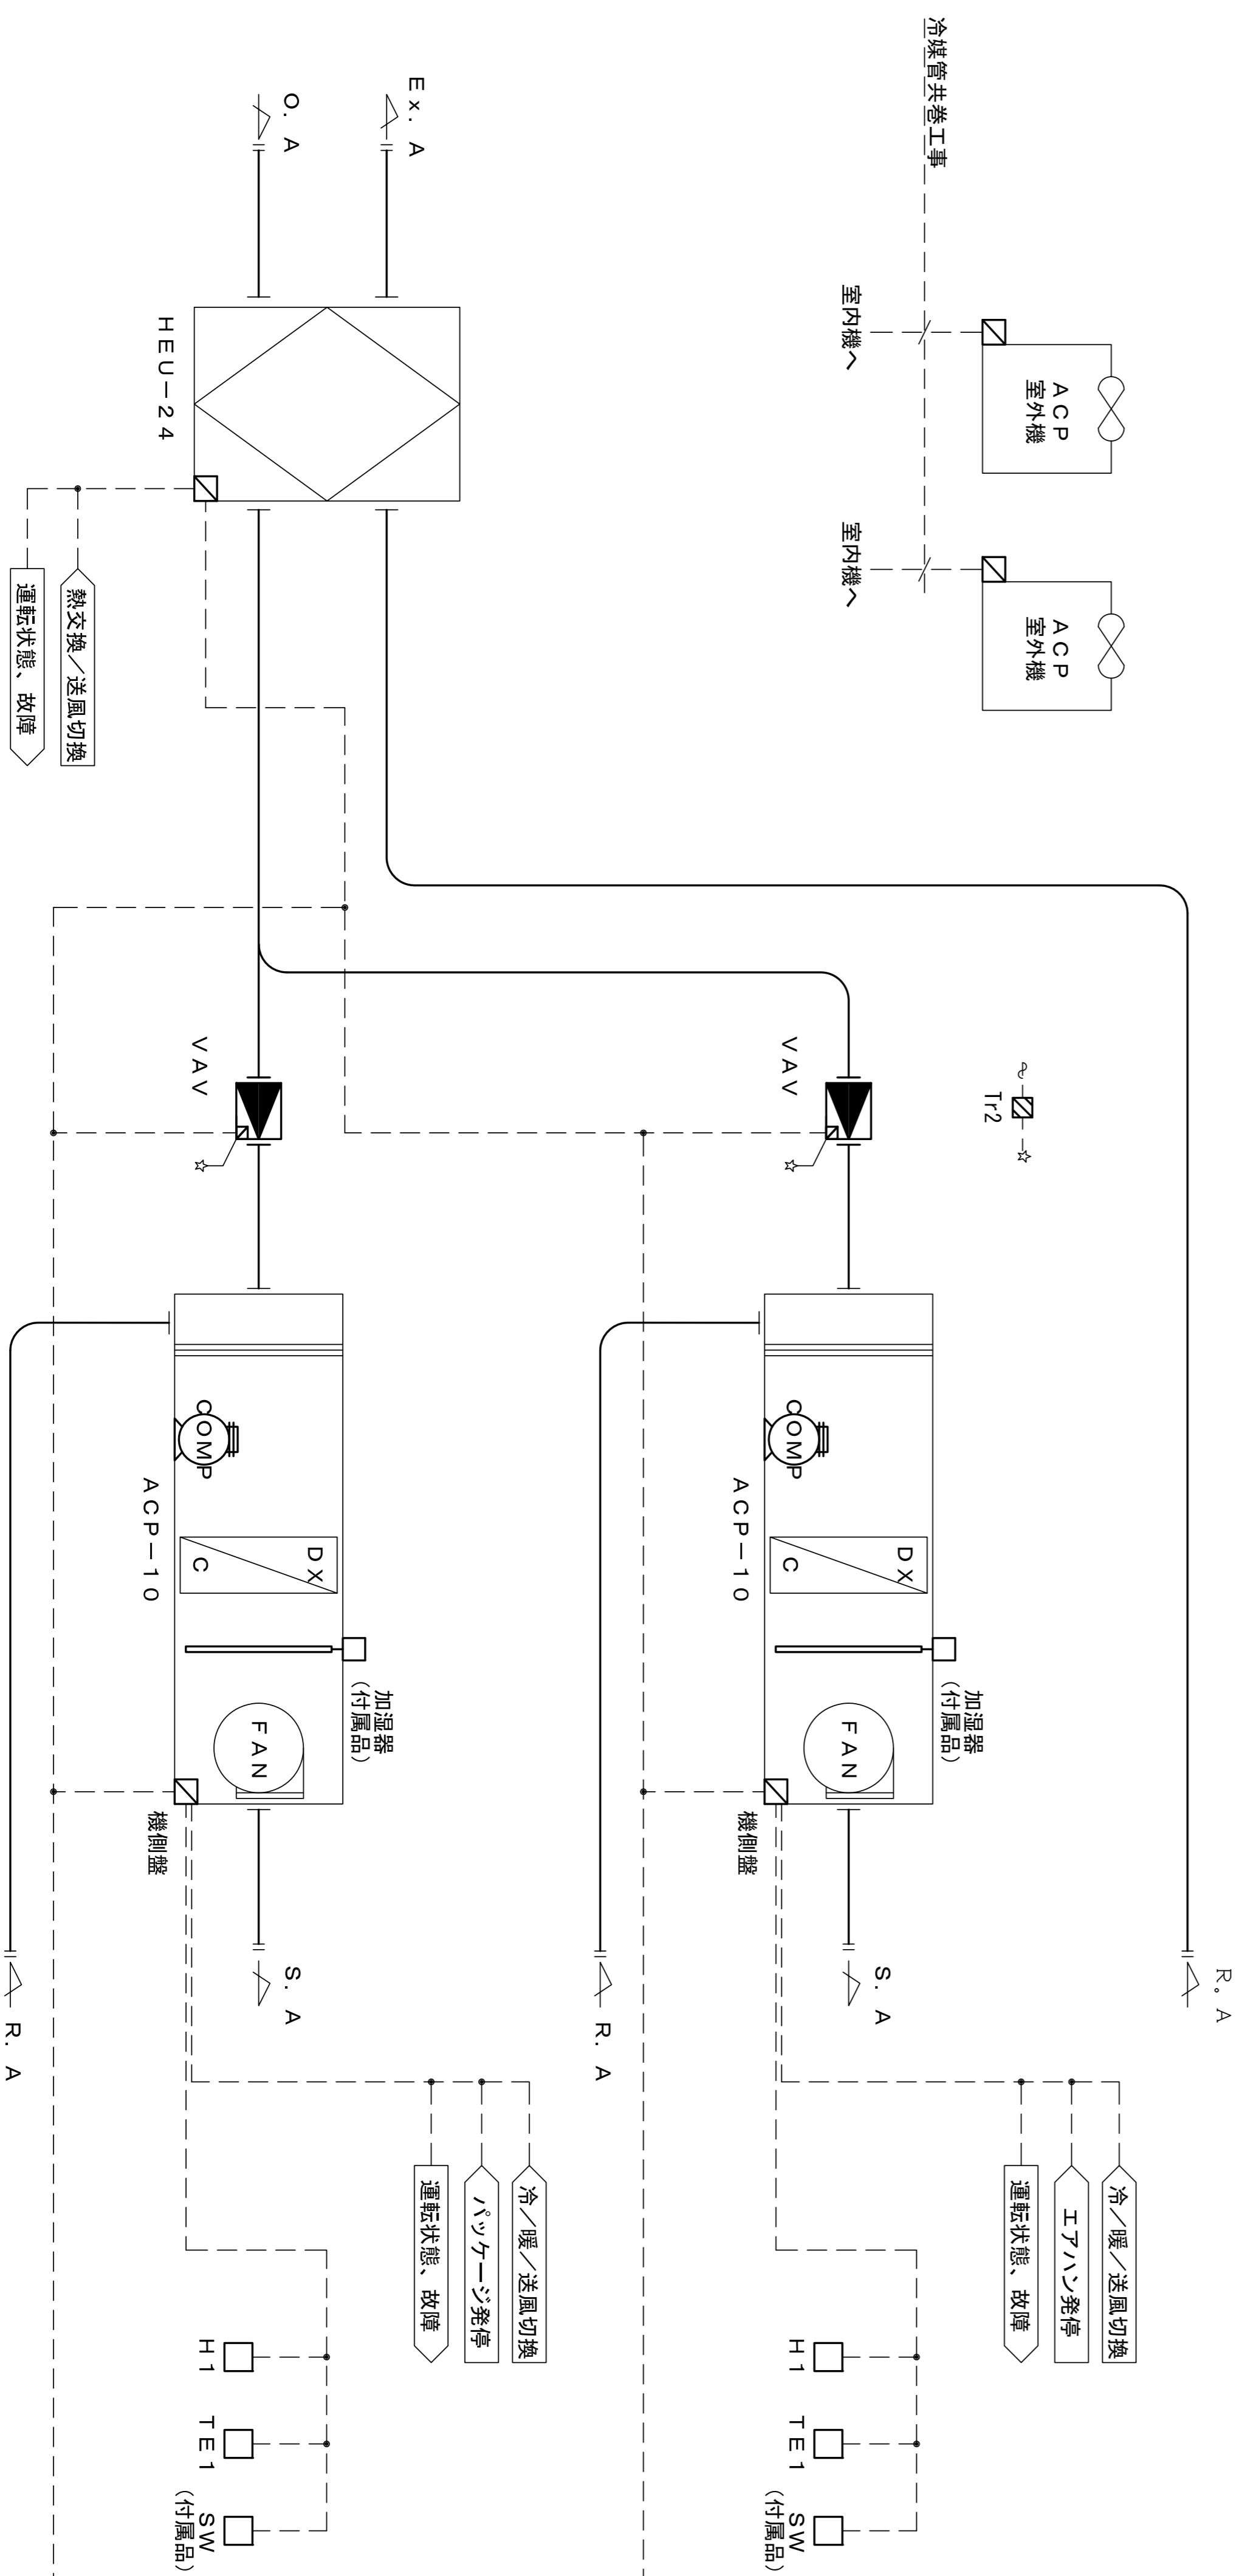 冷媒管共巻工事
ACP
室外機
室内機へ
ACP
室外機
室内機へ
R。A
Tr2
VAV
COMP
DX
C
加湿器
(付属品)
FAN
ACP－10
機側盤
S．A
R．A
冷／暖／送風切換
エアハン発停
運転状態、故障
H1
TE1
SW
(付属品)
Ex．A
O．A
HEU－24
熱交換／送風切換
運転状態、故障
VAV
COMP
DX
C
加湿器
(付属品)
FAN
ACP－10
機側盤
S．A
R．A
冷／暖／送風切換
パッケージ発停
運転状態、故障
H1
TE1
SW
(付属品)